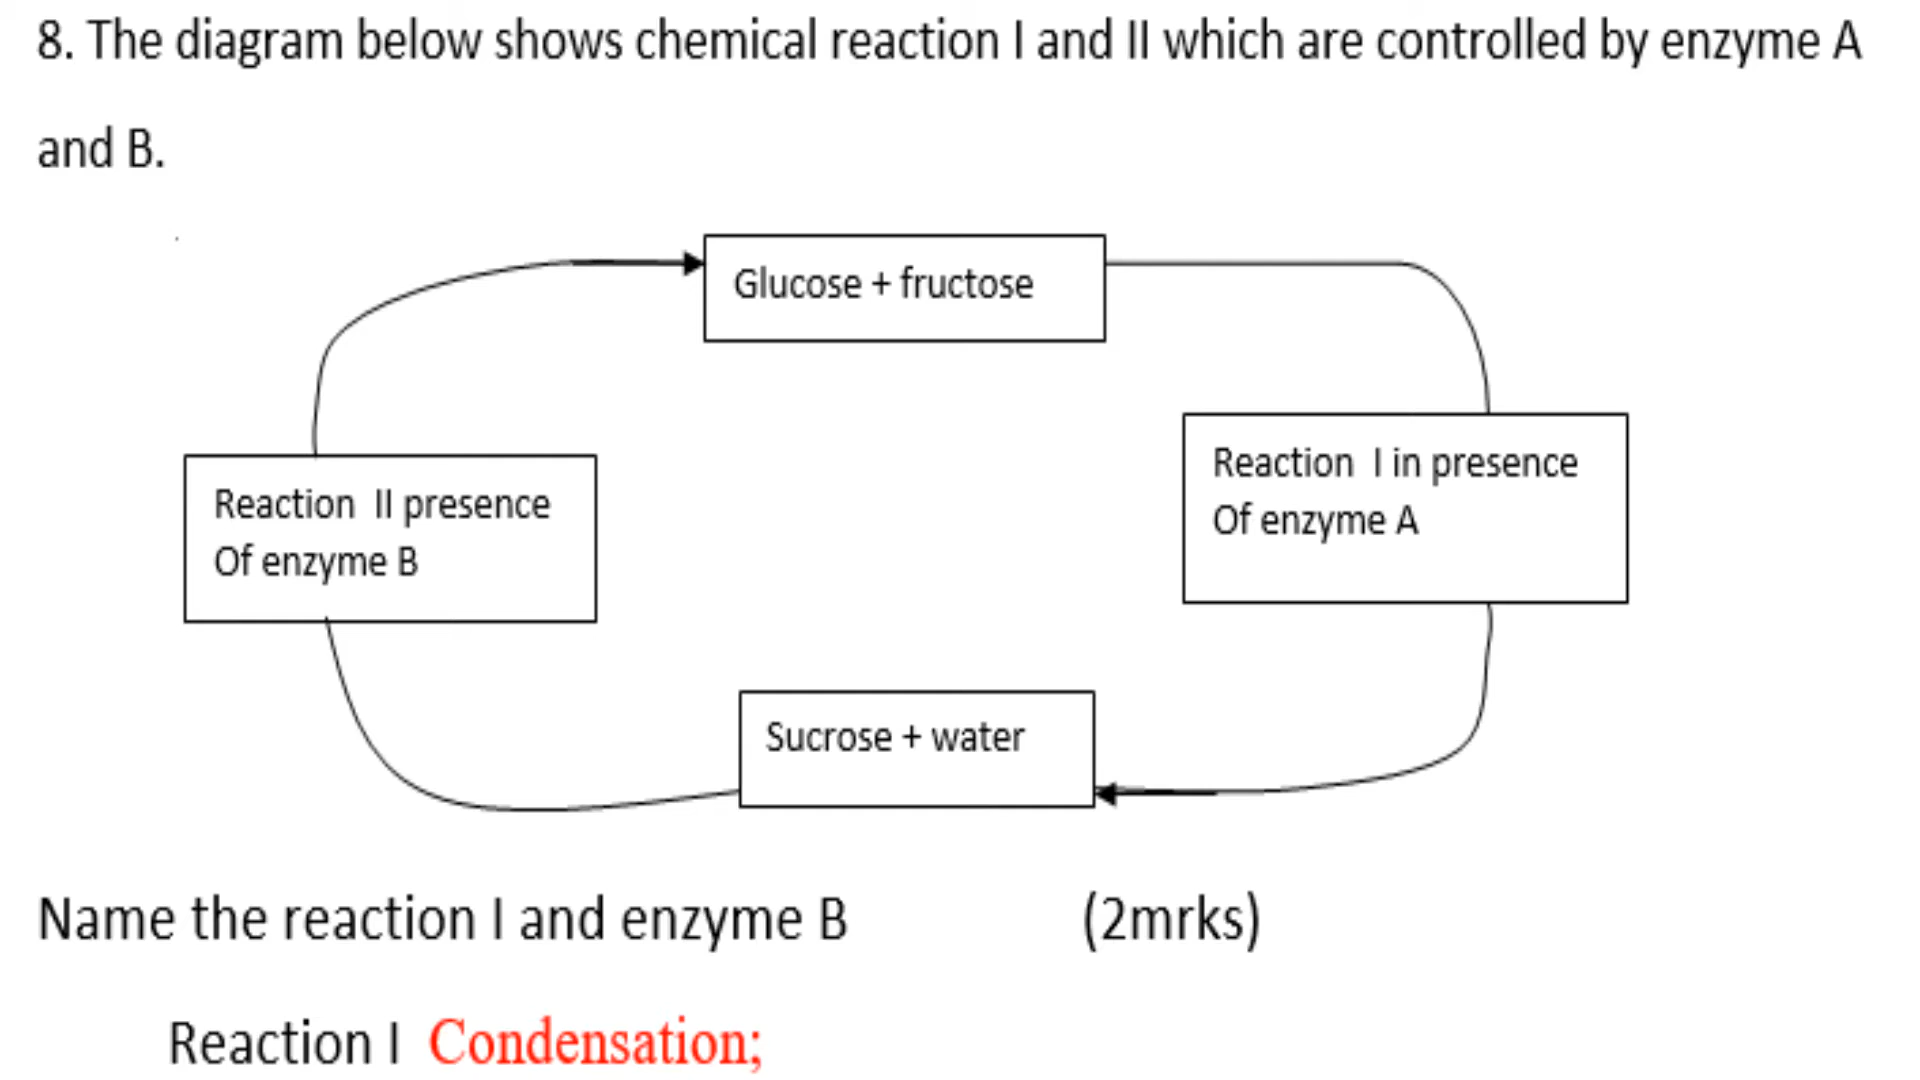 8. The diagram below shows chemical reaction I and II which are controlled by enzyme A
and B.
Glucose + fructose
Reaction I in presence
Of enzyme A
Reaction II presence
Of enzyme B
Sucrose + water
Name the reaction I and enzyme B (2mrks)
Reaction I Condensation;